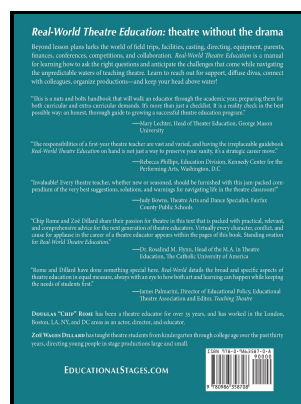 Real-World Theatre Education: theatre without the drama
Beyond lesson plans lurks the world of field trips, facilities, casting, directing, equipment, parents,
finances, conferences, competitions, and collaboration. Real-World Theatre Education is a manual
for learning how to ask the right questions and anticipate the challenges that come while navigating
the unpredictable waters of teaching theatre. Learn to reach out for support, diffuse divas, connect
with colleagues, organize productions—and keep your head above water!
"This is a nuts and bolts handbook that will walk an educator through the academic year, preparing them for
both curricular and extra curricular demands. It's more than just a checklist. It is a reality check in the best
possible way: an honest, thorough guide to growing a successful theatre education program."
—Mary Lechter, Head of Theatre Education, George Mason
University
"The responsibilities of a first-year theatre teacher are vast and varied, and having the irreplaceable guidebook
Real-World Theatre Education on hand is not just a way to preserve your sanity, it's a strategic career move."
—Rebecca Phillips, Education Division, Kennedy Center for the
Performing Arts, Washington, D.C
"Invaluable! Every theatre teacher, whether new or seasoned, should be furnished with this jam packed com-
pendium of the very best suggestions, solutions, and warnings for navigating life in the theatre classroom!"
—Judy Bowns, Theatre Arts and Dance Specialist, Fairfax
County Public Schools
"Chip Rome and Zoë Dillard share their passion for theatre in this text that is packed with practical, relevant,
and comprehensive advice for the next generation of theatre educators. Virtually every character, conflict, and
cause for applause in the career of a theatre educator appears within the pages of this book. Standing ovation
for Real-World Theatre Education."
—Dr. Rosalind M. Flynn, Head of the M.A. in Theatre
Education, The Catholic University of America
"Rome and Dillard have done something special here. Real-World details the broad and specific aspects of
theatre education in equal measure, always with an eye to how both art and learning can happen while keeping
the needs of students first."
—James Palmarini, Director of Educational Policy, Educational
Theatre Association and Editor, Teaching Theatre
Douglas "Chip" Rome has been a theatre educator for over 35 years, and has worked in the London,
Boston, LA, NY, and DC areas as an actor, director, and educator.
Zoë Wagen Dillard has taught theatre students from kindergarten through college age over the past thirty
years, directing young people in stage productions large and small.
EducationalStages.com
90000